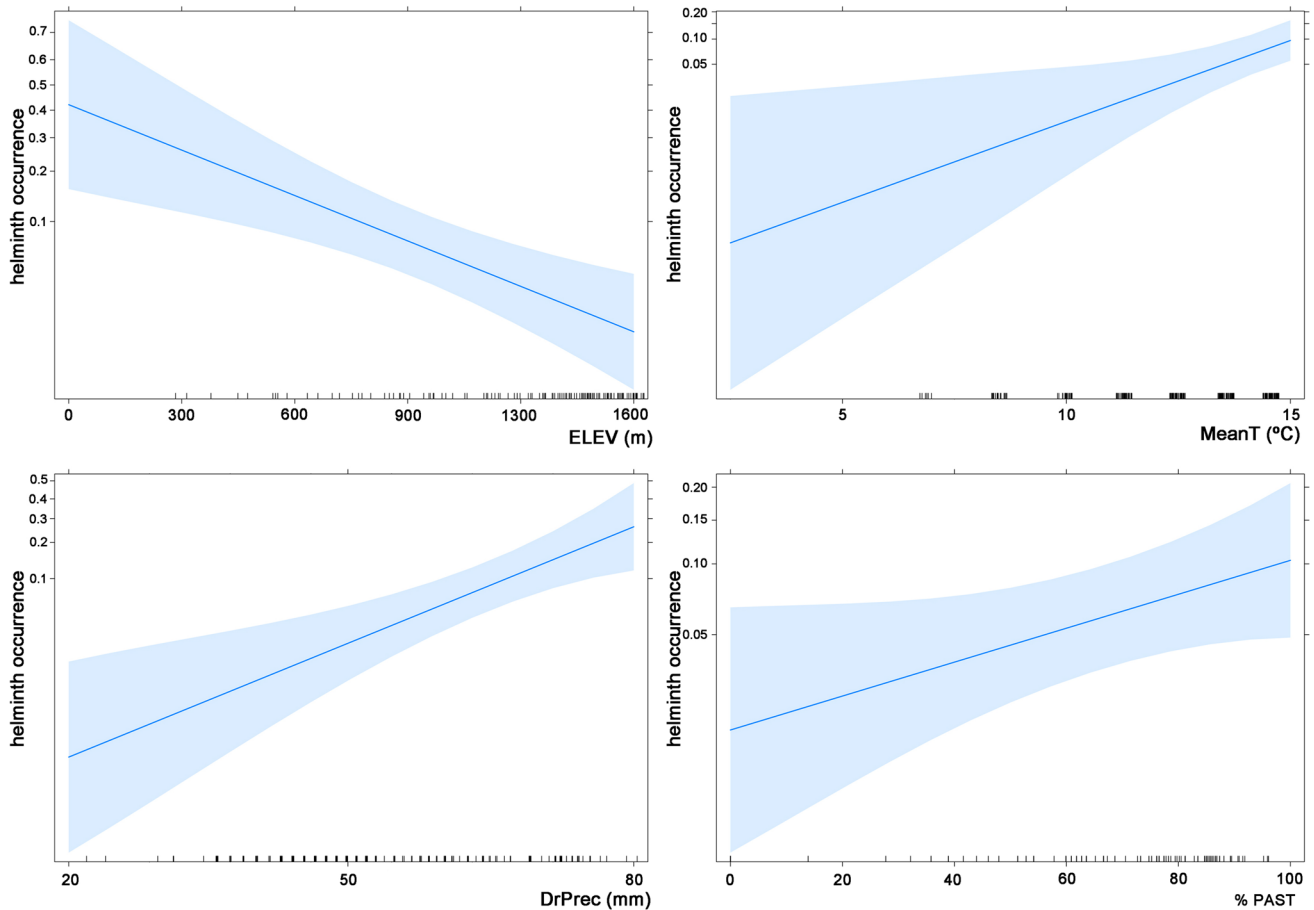 0.7
0.6
0.5
0.4
0.3
0.2
0.1
helminth occurrence
0 300 600 900 1300 1600
ELEV (m)
0.20
0.10
0.05
helminth occurrence
5 10 15
MeanT (ºC)
0.5
0.4
0.3
0.2
0.1
helminth occurrence
20 50 80
DrPrec (mm)
0.20
0.15
0.10
0.05
helminth occurrence
0 20 40 60 80 100
% PAST